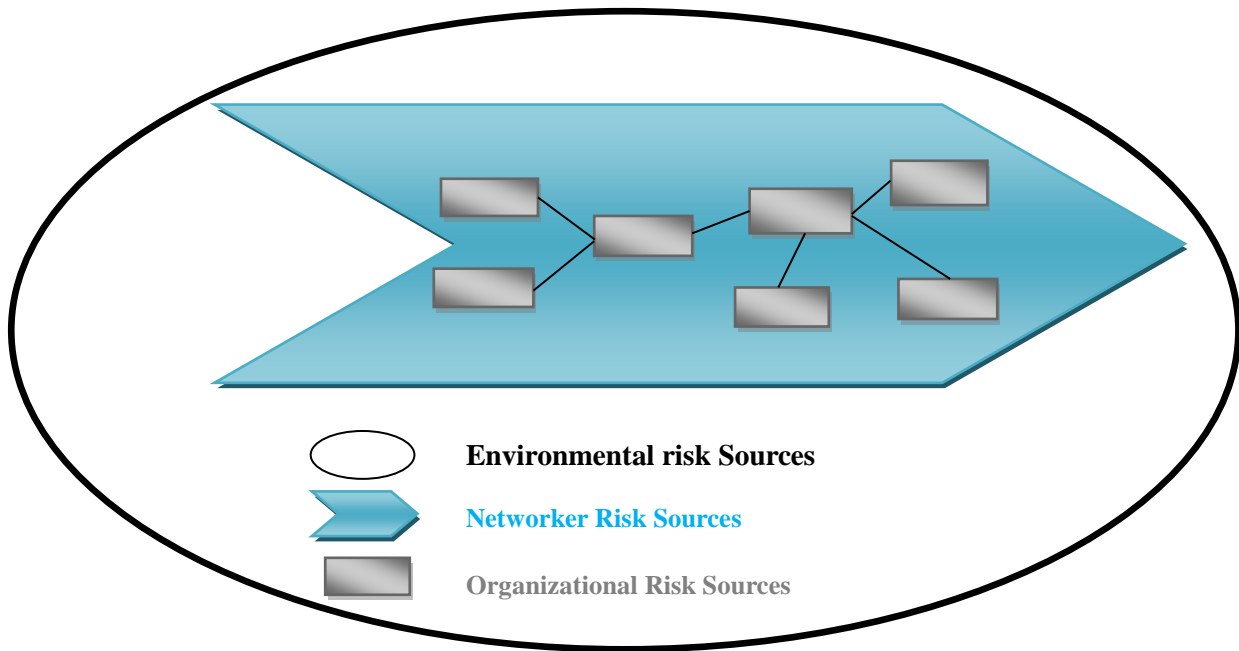 Environmental risk Sources
Networker Risk Sources
Organizational Risk Sources